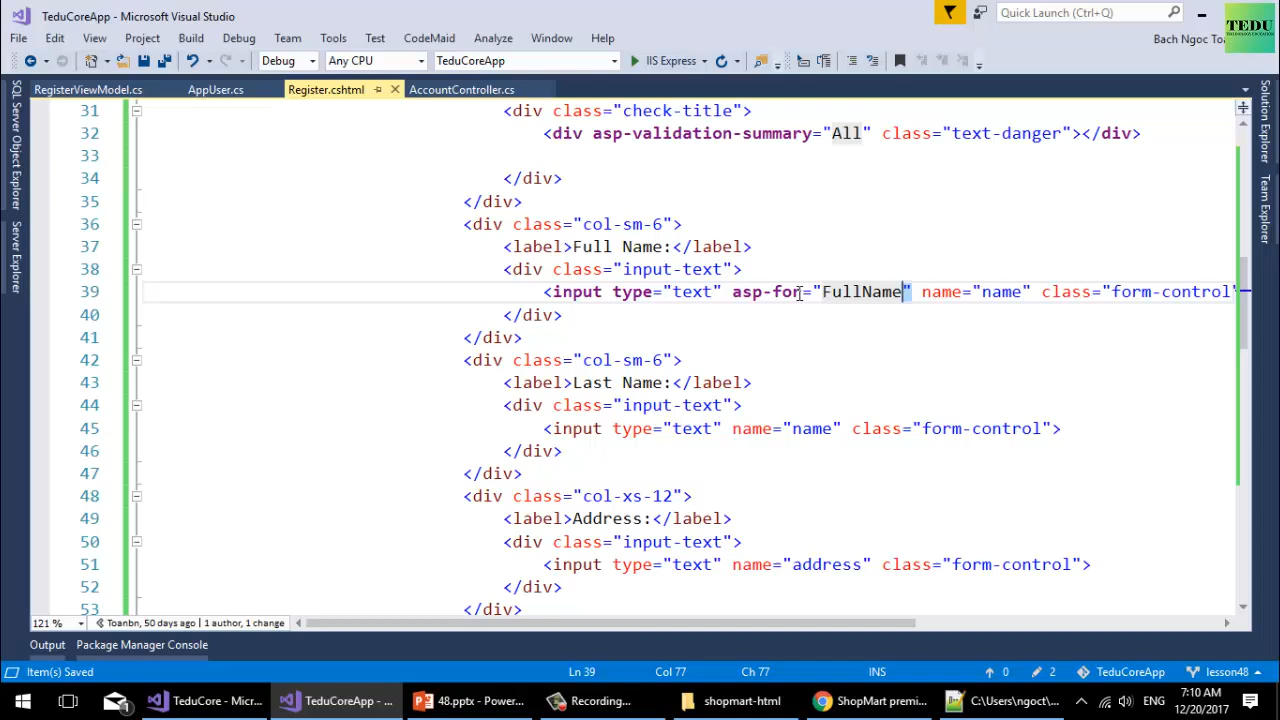 TeduCoreApp - Microsoft Visual Studio
Quick Launch (Ctrl+Q)
TEDU
File Edit View Project Build Debug Team Tools Test CodeMaid Analyze Window Help
Bach Ngoc Toa
Debug Any CPU TeduCoreApp IIS Express
RegisterViewModel.cs AppUser.cs Register.cshtml AccountController.cs
SQL Server Object Explorer
Server Explorer
Solution Explorer
Team Explorer
31 <div class="check-title">
32 <div asp-validation-summary="All" class="text-danger"></div>
33
34 </div>
35 </div>
36 <div class="col-sm-6">
37 <label>Full Name:</label>
38 <div class="input-text">
39 <input type="text" asp-for="FullName" name="name" class="form-control"
40 </div>
41 </div>
42 <div class="col-sm-6">
43 <label>Last Name:</label>
44 <div class="input-text">
45 <input type="text" name="name" class="form-control">
46 </div>
47 </div>
48 <div class="col-xs-12">
49 <label>Address:</label>
50 <div class="input-text">
51 <input type="text" name="address" class="form-control">
52 </div>
53 </div>
121 % Toanbn, 50 days ago | 1 author, 1 change
Output Package Manager Console
Item(s) Saved Ln 39 Col 77 Ch 77 INS 0 2 TeduCoreApp lesson48
TeduCore - Micr... TeduCoreApp - ... 48.pptx - Power... Recording... shopmart-html ShopMart premi... C:\Users\ngoct\... ENG
7:10 AM
12/20/2017